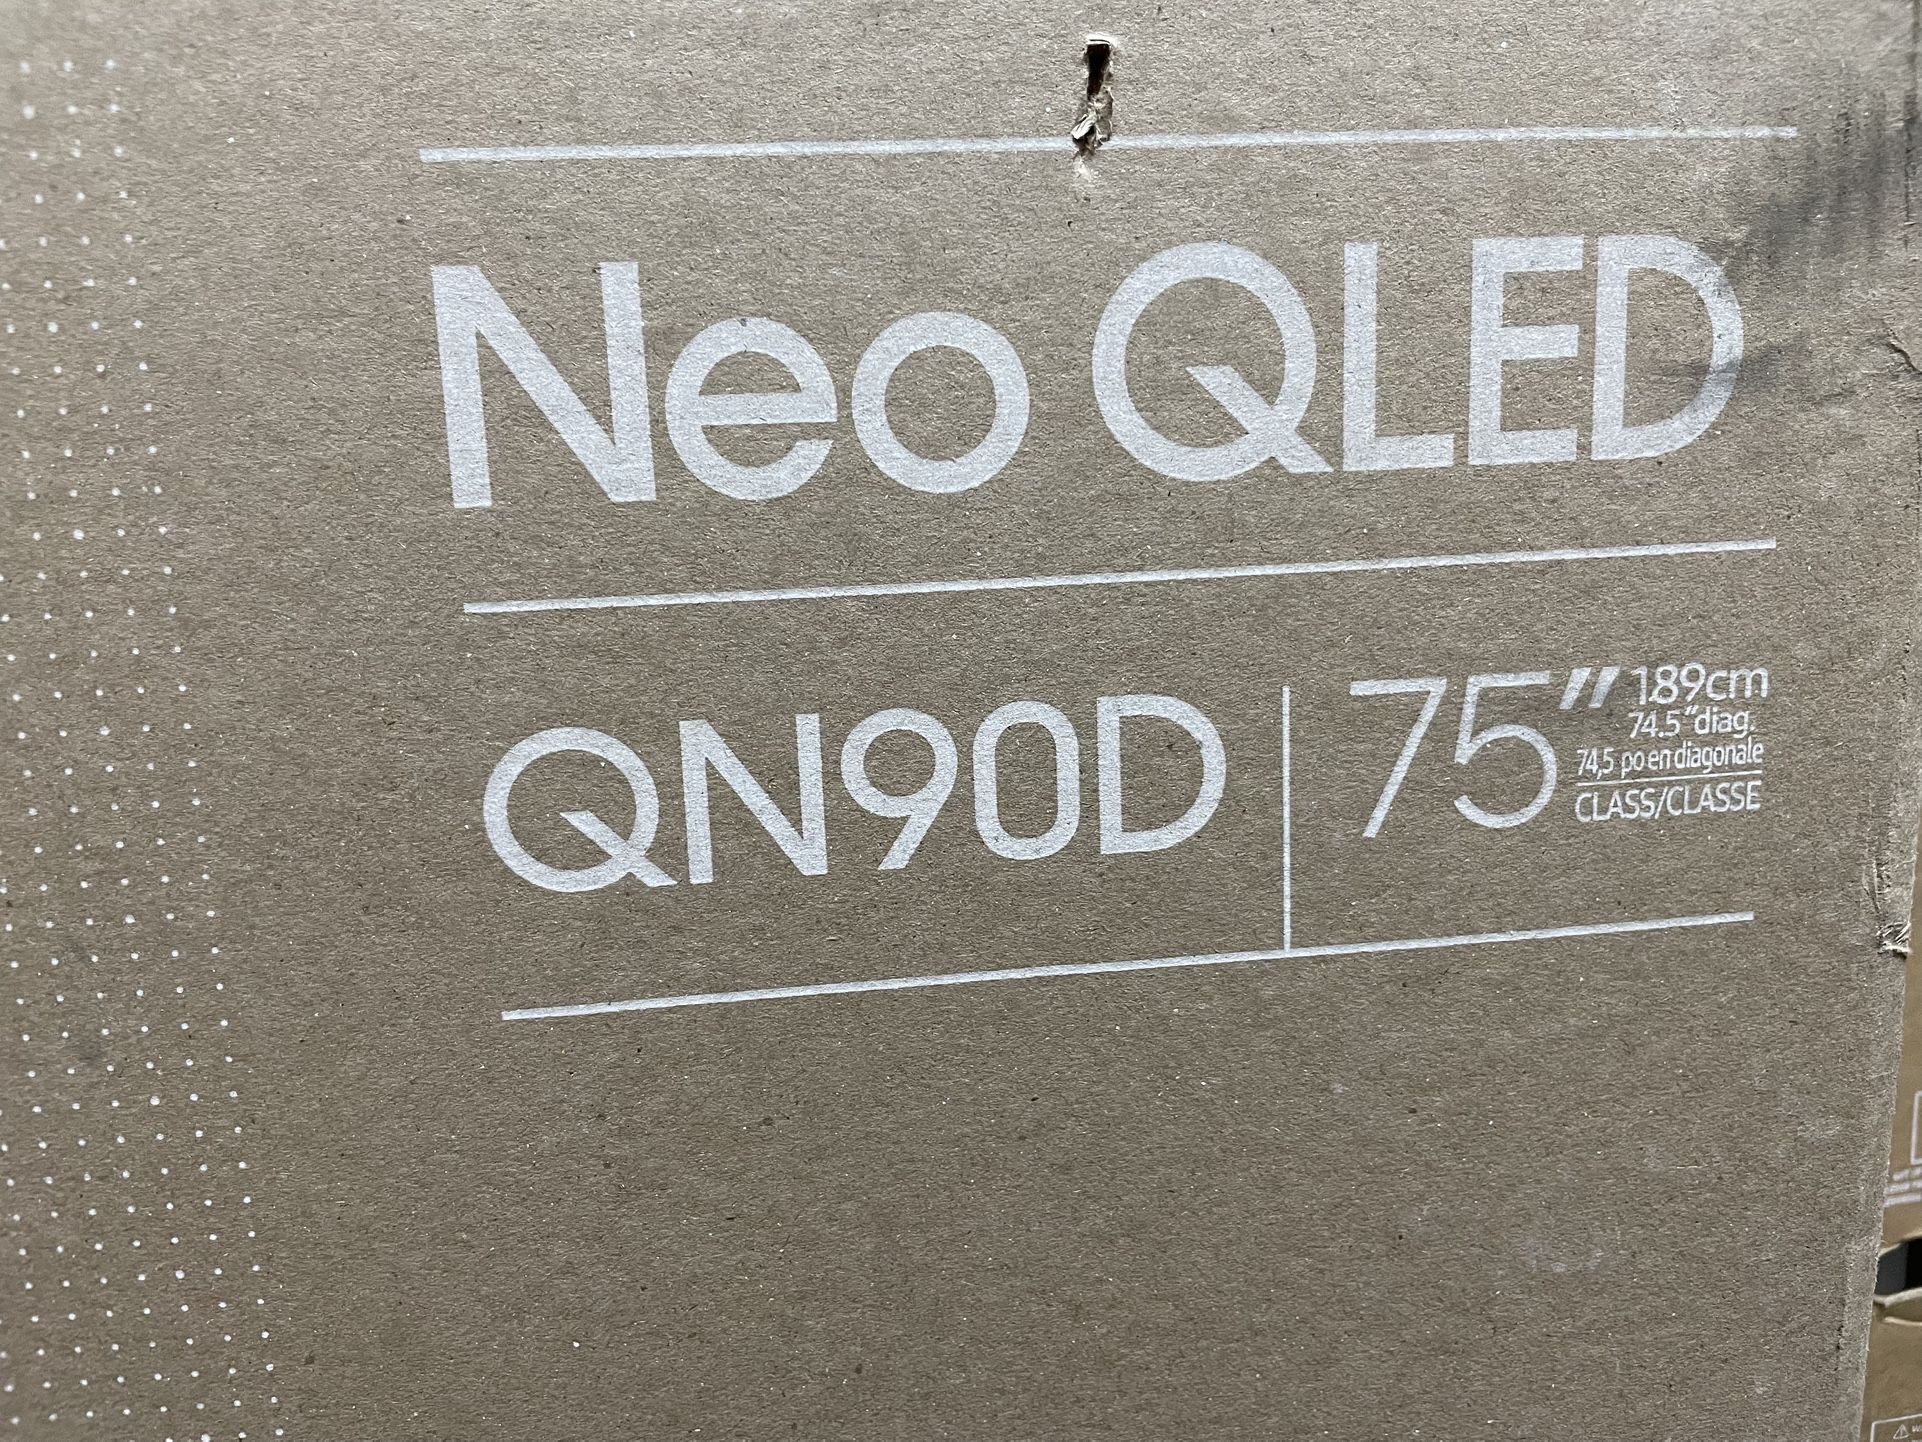 Neo QLED
QN90D
75"
189cm
74.5"diag.
74,5 po en diagonale
CLASS/CLASSE